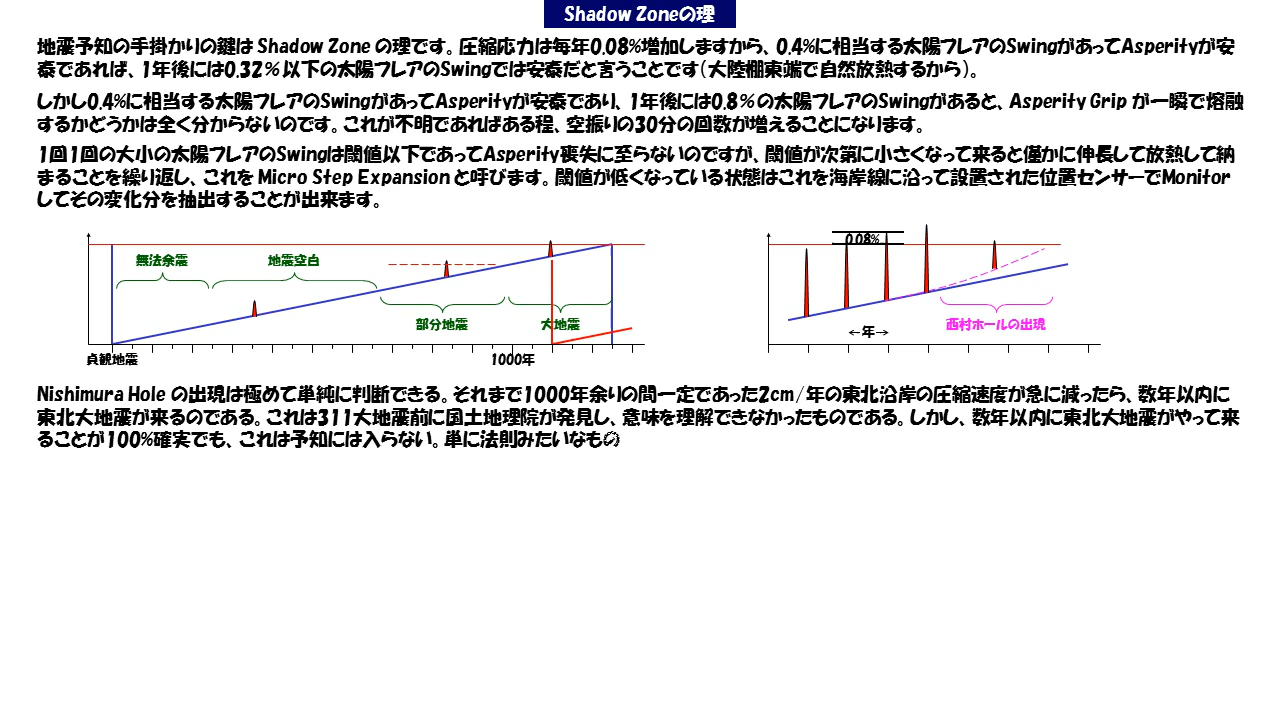 Shadow Zoneの理
地震予知の手掛かりの鍵は Shadow Zone の理です。圧縮応力は毎年0.08%増加しますから、0.4%に相当する太陽フレアのSwingがあってAsperityが安
泰であれば、1年後には0.32%以下の太陽フレアのSwingでは安泰だと言うことです(大陸棚東端で自然放熱するから)。
しかし0.4%に相当する太陽フレアのSwingがあってAsperityが安泰であり、1年後には0.8%の太陽フレアのSwingがあると、Asperity Grip が一瞬で熔融
するかどうかは全く分からないのです。これが不明であればある程、空振りの30分の回数が増えることになります。
1回1回の大小の太陽フレアのSwingは閾値以下であってAsperity喪失に至らないのですが、閾値が次第に小さくなって来ると僅かに伸長して放熱して納
まることを繰り返し、これを Micro Step Expansion と呼びます。閾値が低くなっている状態はこれを海岸線に沿って設置された位置センサーでMonitor
してその変化分を抽出することが出来ます。
無法余震
地震空白
部分地震
大地震
貞観地震
1000年
0.08%
←年→
西村ホールの出現
Nishimura Hole の出現は極めて単純に判断できる。それまで1000年余りの間一定であった2cm/年の東北沿岸の圧縮速度が急に減ったら、数年以内に
東北大地震が来るのである。これは311大地震前に国土地理院が発見し、意味を理解できなかったものである。しかし、数年以内に東北大地震がやって来
ることが100%確実でも、これは予知には入らない。単に法則みたいなもの